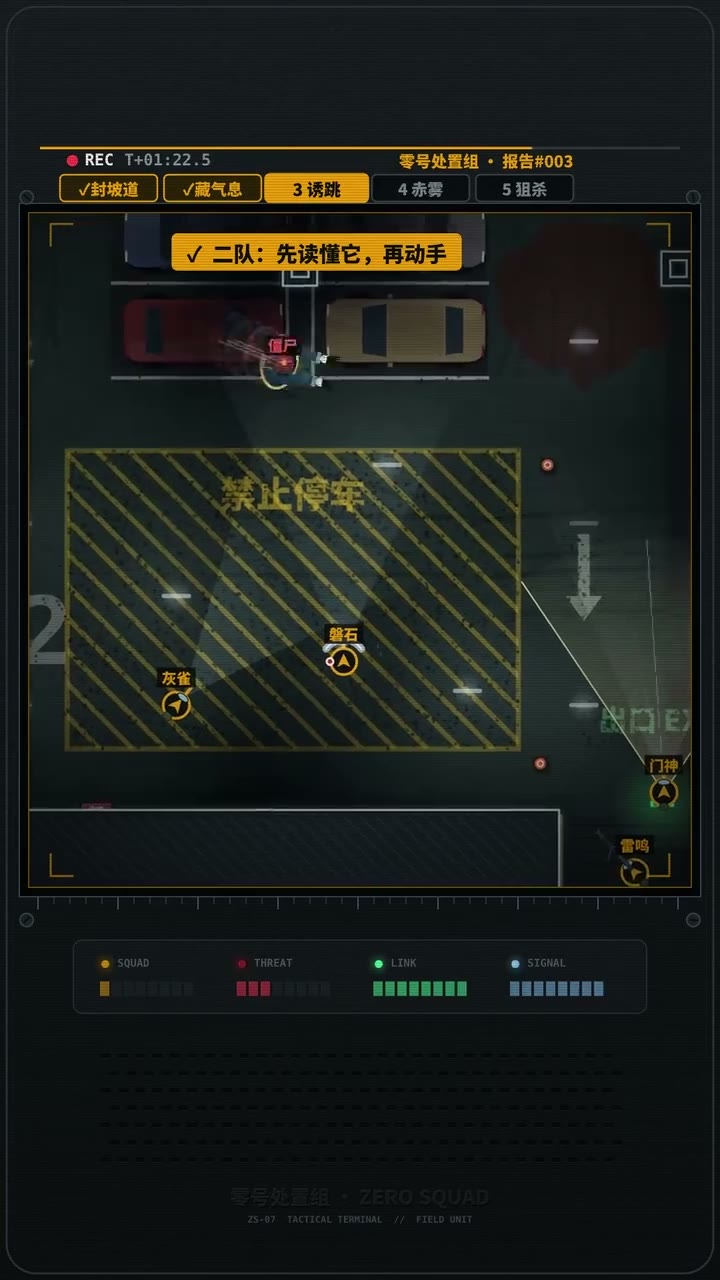 REC T+01:22.5
零号处置组 · 报告#003
✓封坡道 ✓藏气息 3 诱跳 4 赤雾 5 狙杀
✓ 二队：先读懂它，再动手
僵尸
禁止停车
2
磐石
灰雀
出口 EX
门神
雷鸣
SQUAD THREAT LINK SIGNAL
零号处置组 · ZERO SQUAD
ZS-07 TACTICAL TERMINAL // FIELD UNIT